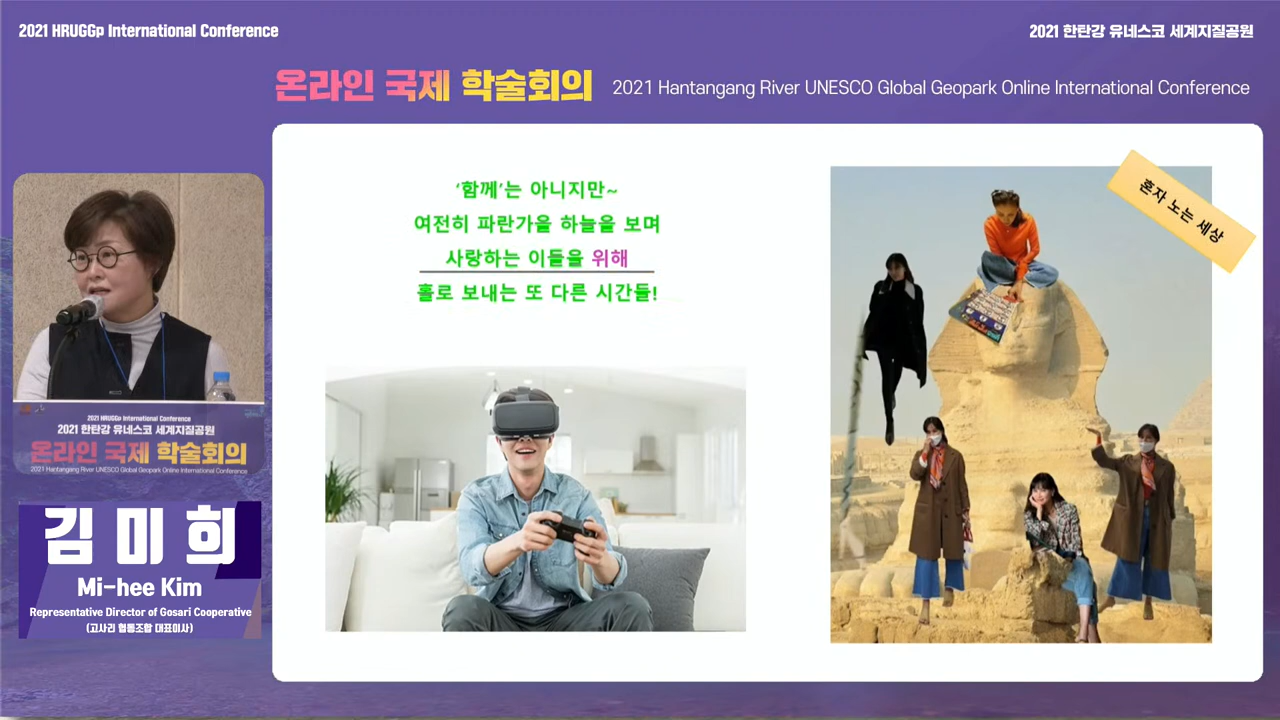 2021 HRUGGp International Conference
2021 한탄강 유네스코 세계지질공원
온라인 국제 학술회의 2021 Hantangang River UNESCO Global Geopark Online International Conference
‘함께’는 아니지만~
여전히 파란가을 하늘을 보며
사랑하는 이들을 위해
홀로 보내는 또 다른 시간들!
혼자 노는 세상
2021 HRUGGp International Conference
2021 한탄강 유네스코 세계지질공원
온라인 국제 학술회의
2021 Hantangang River UNESCO Global Geopark Online International Conference
김 미 희
Mi-hee Kim
Representative Director of Gosari Cooperative
(고사리 협동조합 대표이사)